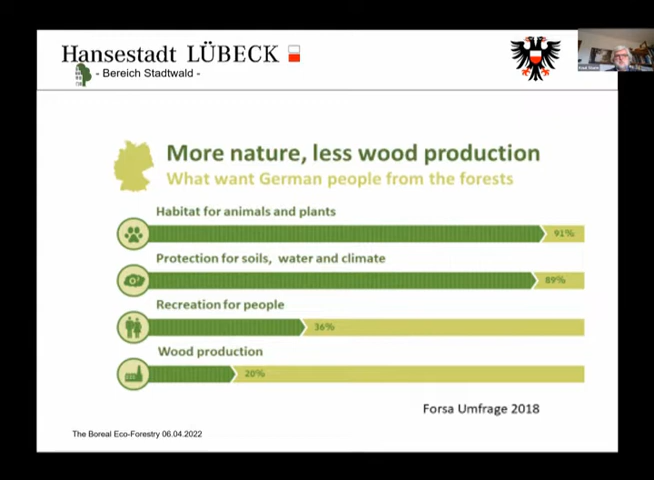 Hansestadt LÜBECK
- Bereich Stadtwald -
More nature, less wood production
What want German people from the forests
Habitat for animals and plants
91%
Protection for soils, water and climate
89%
Recreation for people
36%
Wood production
20%
Forsa Umfrage 2018
The Boreal Eco-Forestry 06.04.2022